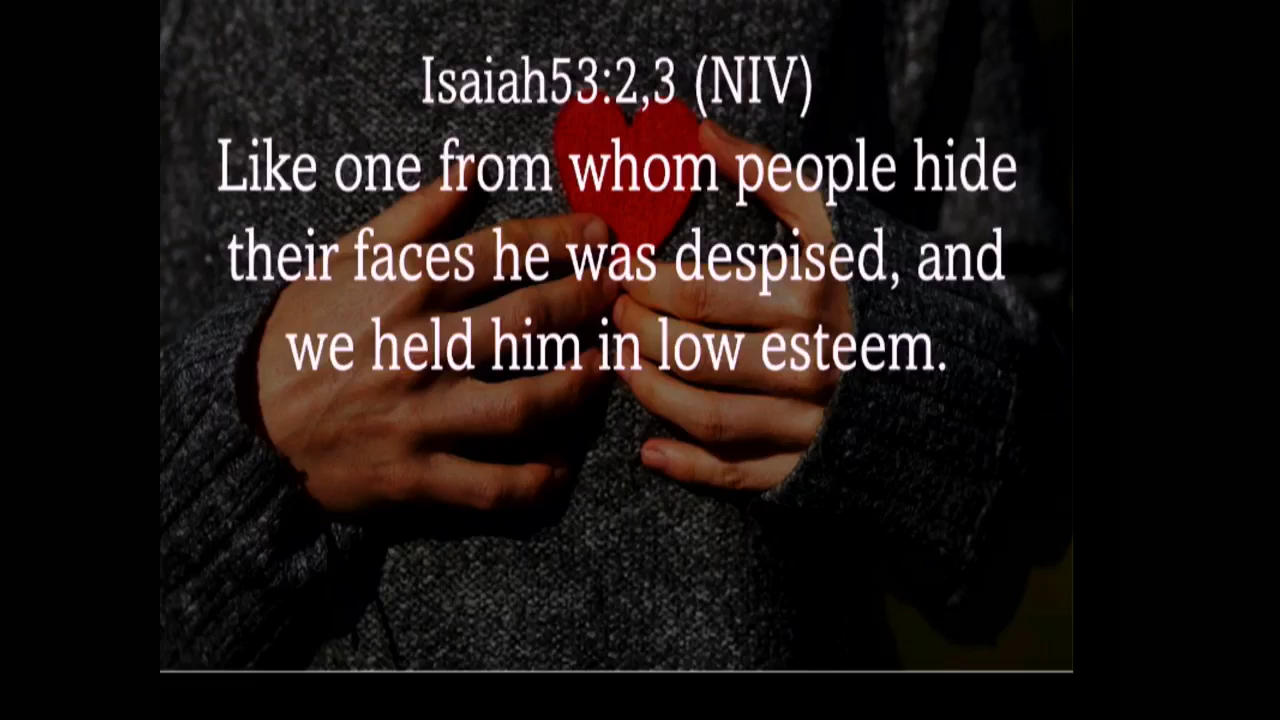 Isaiah53:2,3 (NIV)
Like one from whom people hide
their faces he was despised, and
we held him in low esteem.